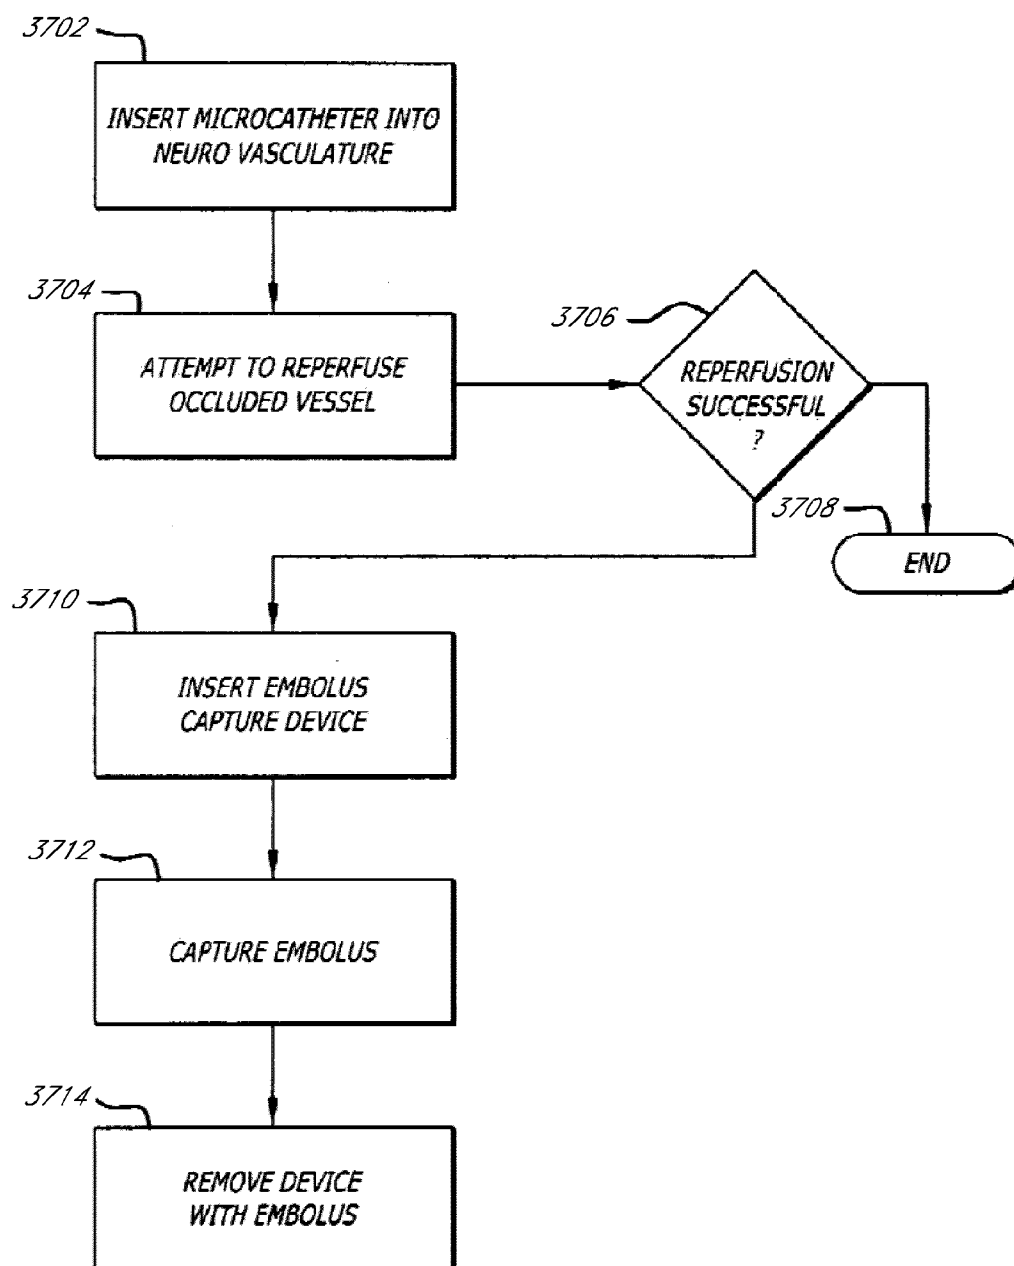 3702
INSERT MICROCATHETER INTO
NEURO VASCULATURE
3704
ATTEMPT TO REPERFUSE
OCCLUDED VESSEL
3706
REPERFUSION
SUCCESSFUL
?
3708
END
3710
INSERT EMBOLUS
CAPTURE DEVICE
3712
CAPTURE EMBOLUS
3714
REMOVE DEVICE
WITH EMBOLUS